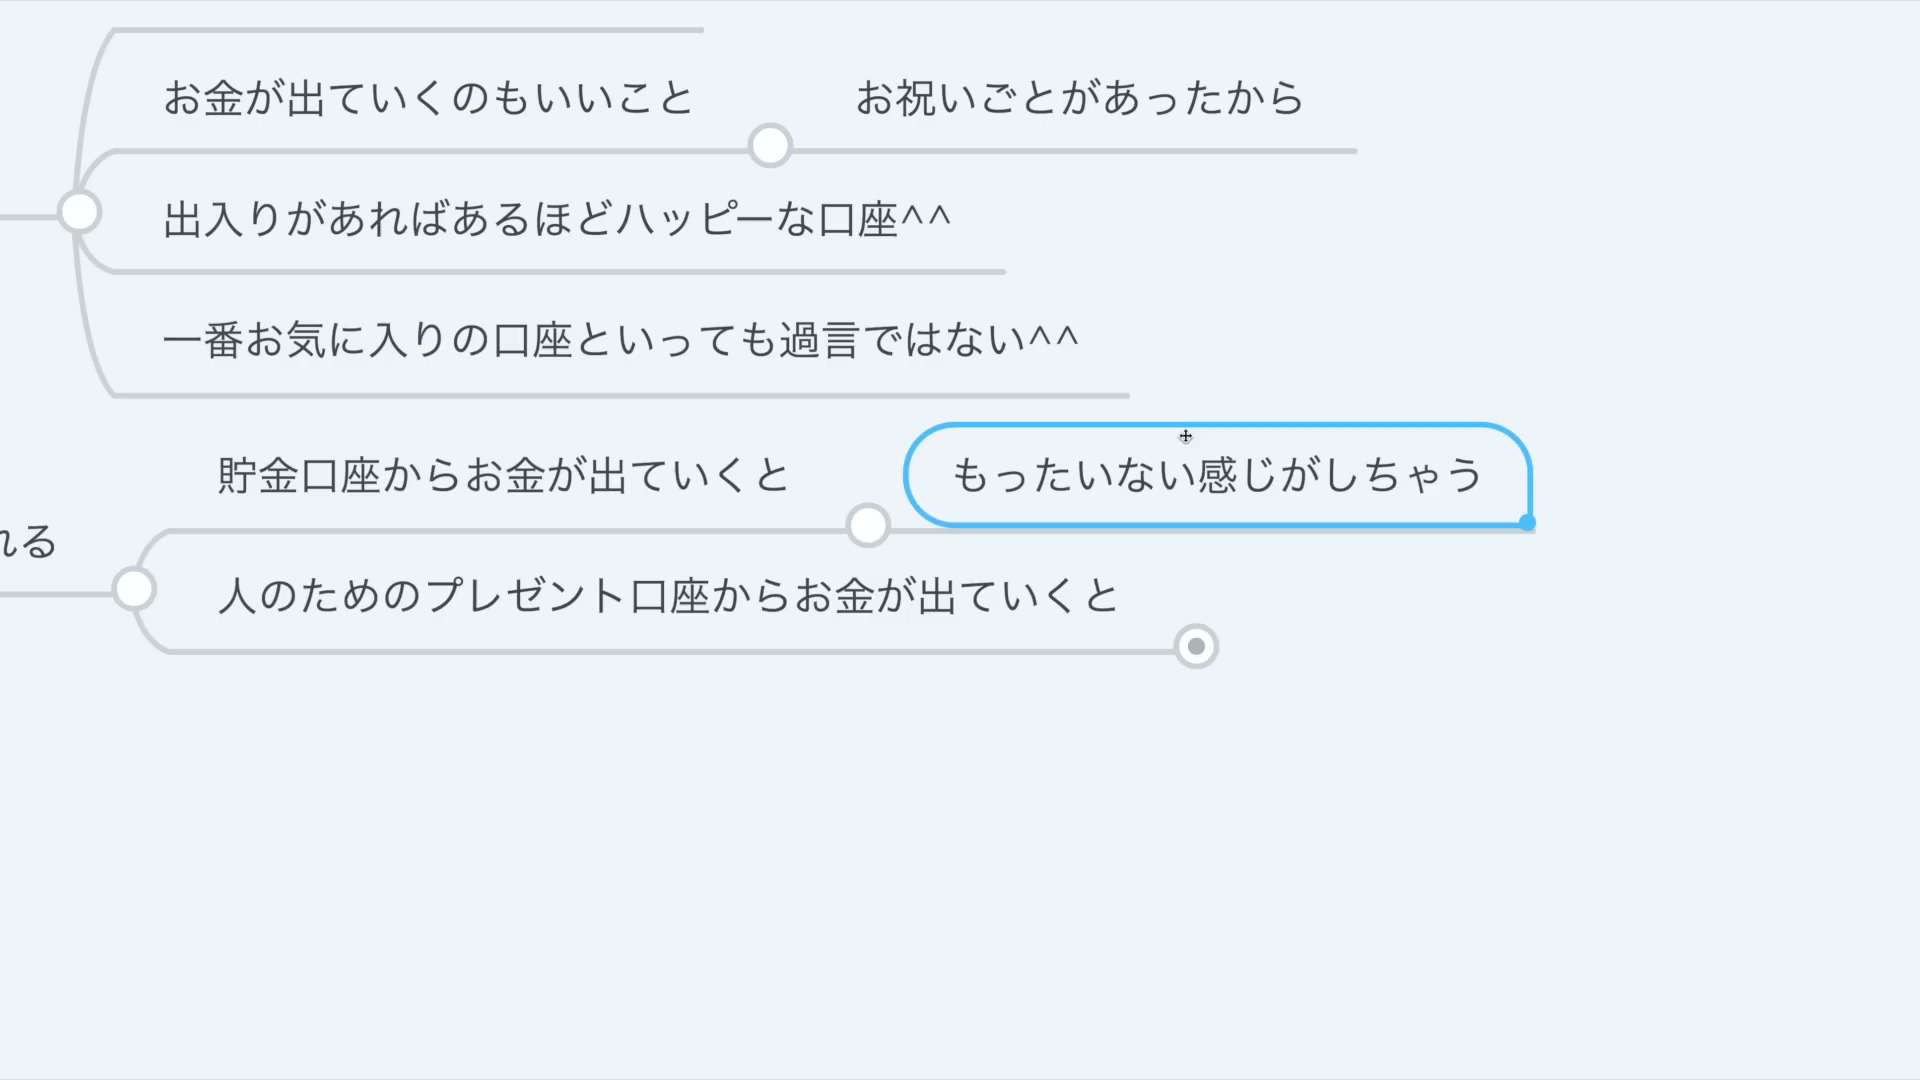 お金が出ていくのもいいこと
お祝いごとがあったから
出入りがあればあるほどハッピーな口座^^
一番お気に入りの口座といっても過言ではない^^
貯金口座からお金が出ていくと
もったいない感じがしちゃう
れる
人のためのプレゼント口座からお金が出ていくと